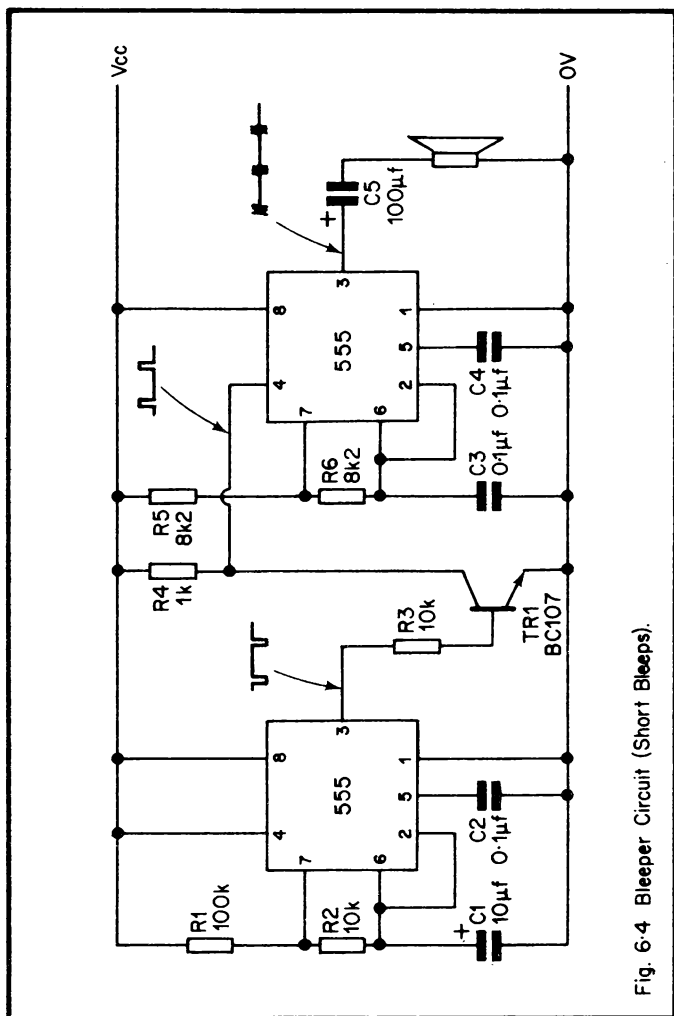 Vcc
0V
R1
100k
R2
10k
C1
10µf
+
4
8
7
555
3
6
2
5
1
C2
0·1µf
R3
10k
TR1
BC107
R4
1k
R5
8k2
R6
8k2
C3
0·1µf
4
8
7
555
3
6
2
5
1
C4
0·1µf
+
C5
100µf
Fig. 6·4 Bleeper Circuit (Short Bleeps).